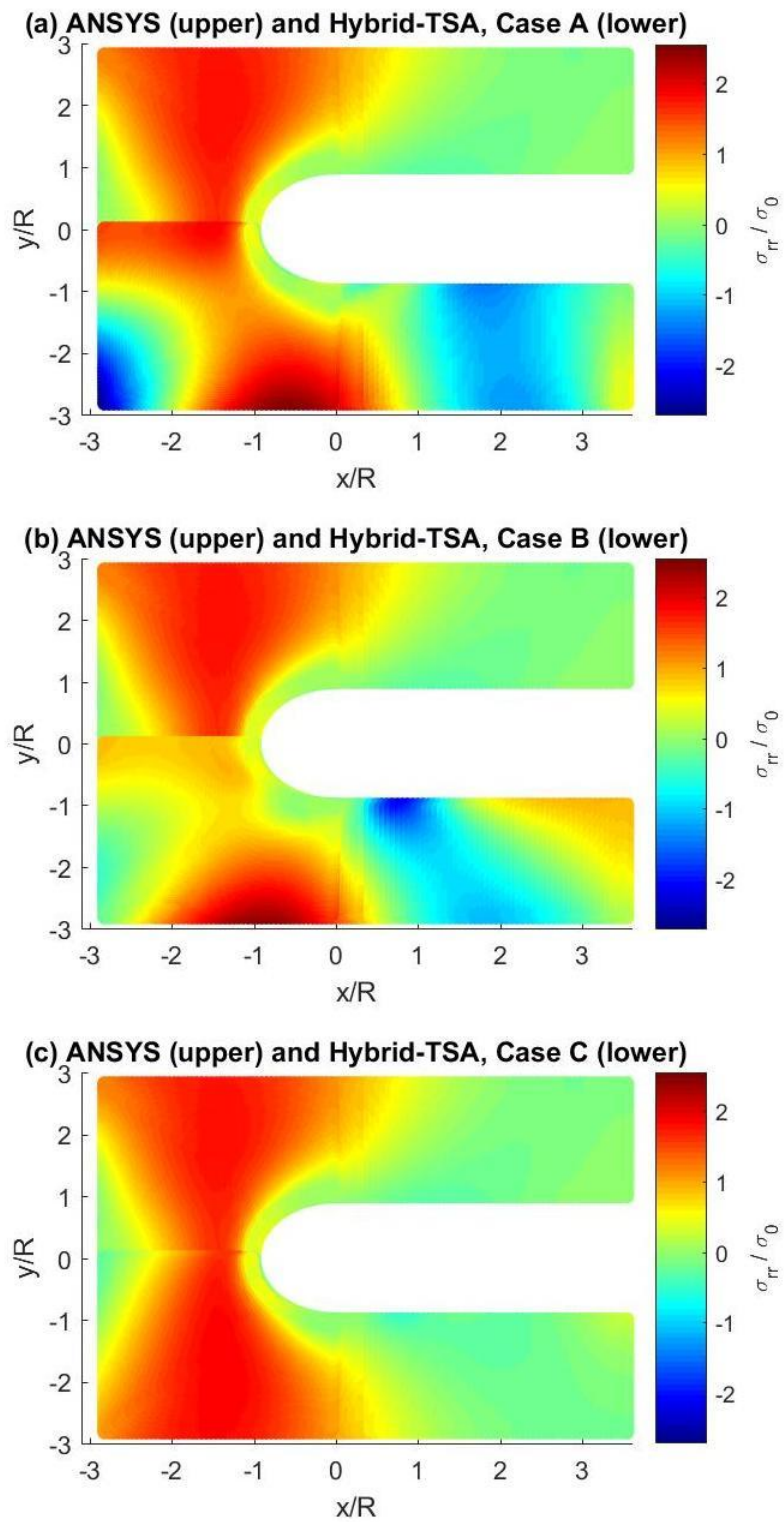 (a) ANSYS (upper) and Hybrid-TSA, Case A (lower)
3
2
1
0
-1
-2
-3
y/R
-3 -2 -1 0 1 2 3
x/R
2
1
0
-1
-2
σrr / σ0
(b) ANSYS (upper) and Hybrid-TSA, Case B (lower)
3
2
1
0
-1
-2
-3
y/R
-3 -2 -1 0 1 2 3
x/R
2
1
0
-1
-2
σrr / σ0
(c) ANSYS (upper) and Hybrid-TSA, Case C (lower)
3
2
1
0
-1
-2
-3
y/R
-3 -2 -1 0 1 2 3
x/R
2
1
0
-1
-2
σrr / σ0